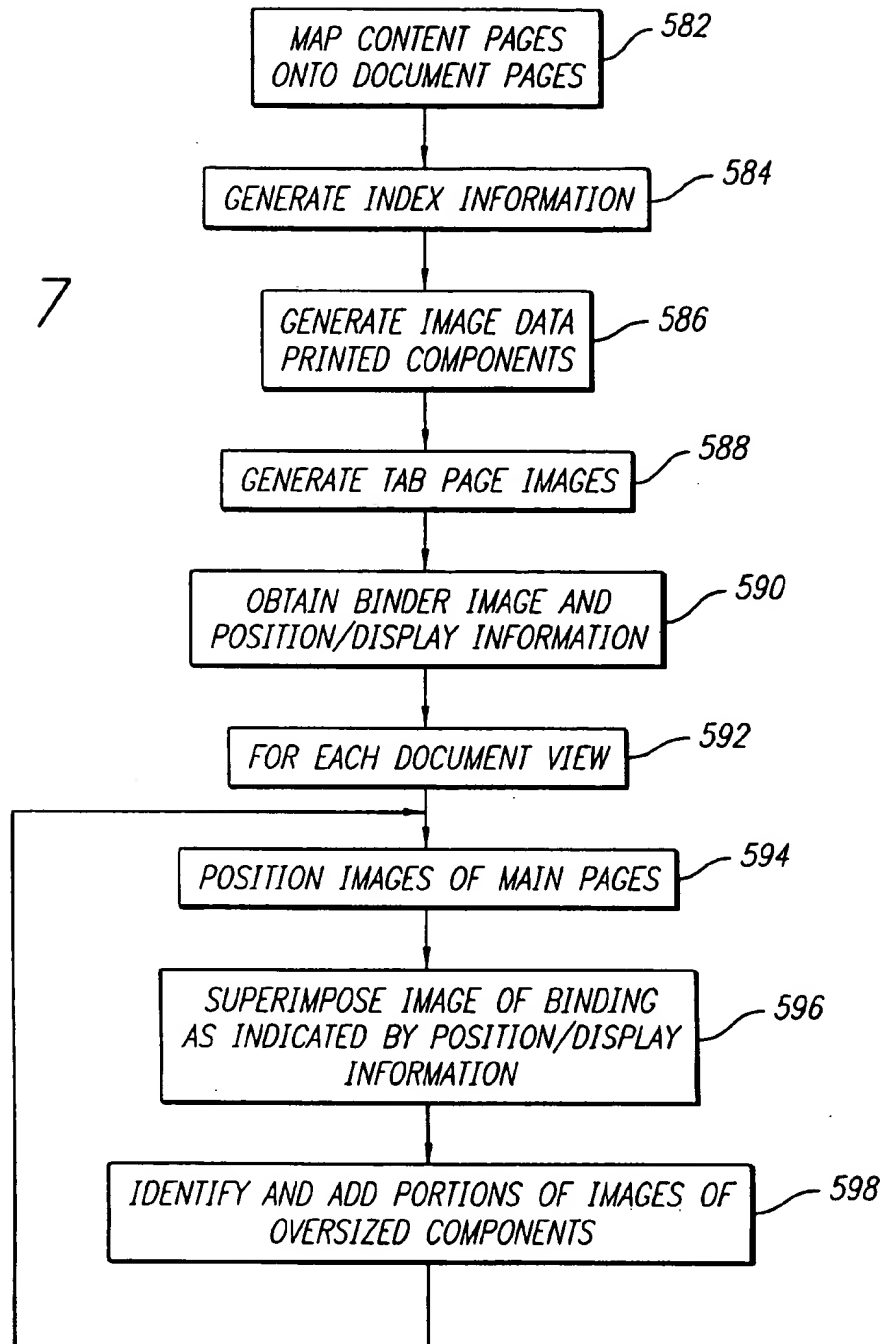 MAP CONTENT PAGES
ONTO DOCUMENT PAGES
582
GENERATE INDEX INFORMATION
584
7
GENERATE IMAGE DATA
PRINTED COMPONENTS
586
GENERATE TAB PAGE IMAGES
588
OBTAIN BINDER IMAGE AND
POSITION/DISPLAY INFORMATION
590
FOR EACH DOCUMENT VIEW
592
POSITION IMAGES OF MAIN PAGES
594
SUPERIMPOSE IMAGE OF BINDING
AS INDICATED BY POSITION/DISPLAY
INFORMATION
596
IDENTIFY AND ADD PORTIONS OF IMAGES OF
OVERSIZED COMPONENTS
598